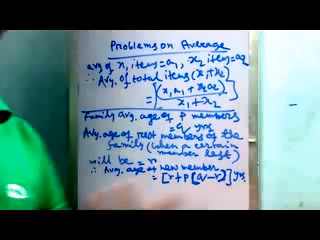 Problems on Average
avg of x₁ items = a₁, x₂ items = a₂
∴ Avg. of total items (x₁+x₂)
= [(x₁a₁ + x₂a₂) / x₁+x₂]
Family avg. age of p members
= a yrs
Avg. age of rest members of the
family (when a certain
member left)
will be = r
∴ Avg. age of new member
= [r+p[a-r]] yrs